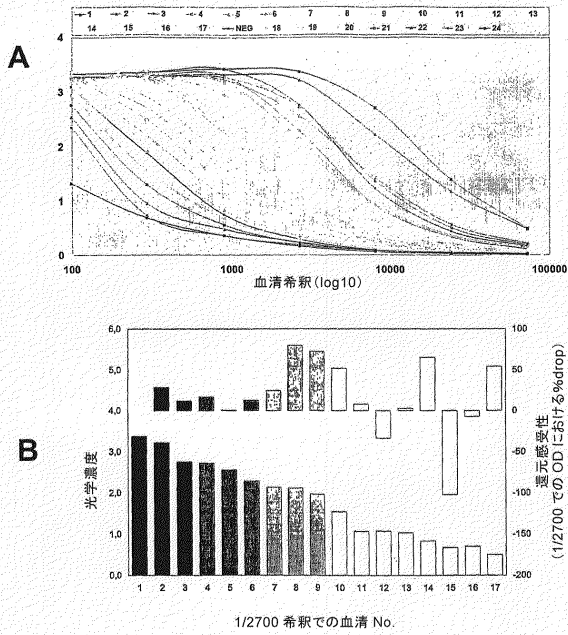 1 2 3 4 5 6 7 8 9 10 11 12 13
14 15 16 17 NEG 18 19 20 21 22 23 24
A
4
3
2
1
0
100 1000 10000 100000
血清希釈(log10)
B
6,0 100
5,0 50
4,0 0
3,0 -50
2,0 -100
1,0 -150
0,0 -200
光学濃度
還元感受性
(1/2700 での OD における%drop)
1 2 3 4 5 6 7 8 9 10 11 12 13 14 15 16 17
1/2700 希釈での血清 No.